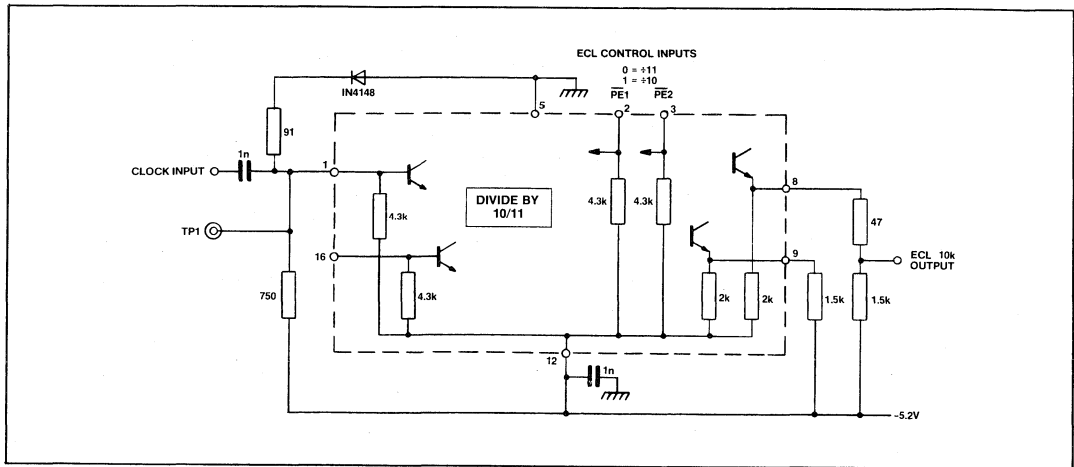 ECL CONTROL INPUTS
0 = ÷11
1 = ÷10
PE1 PE2
IN4148
5
2
3
91
1n
CLOCK INPUT
1
8
4.3k
DIVIDE BY
10/11
4.3k
4.3k
47
TP1
16
9
ECL 10k
OUTPUT
750
4.3k
2k
2k
1.5k
1.5k
12
1n
-5.2V